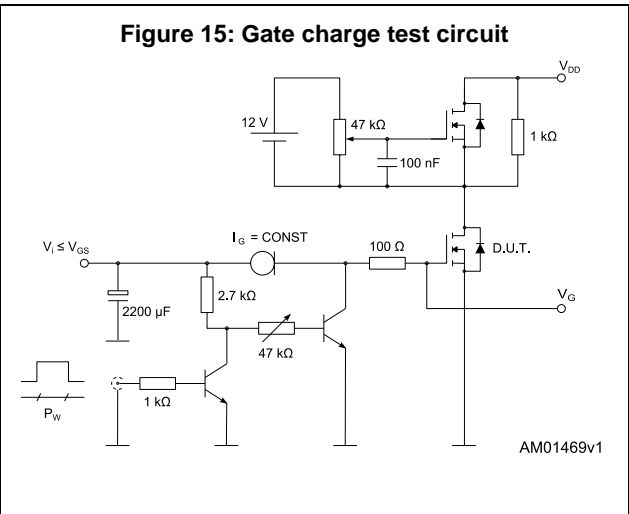 Figure 15: Gate charge test circuit
V_DD
12 V
47 kΩ
1 kΩ
100 nF
V_i ≤ V_GS
I_G = CONST
100 Ω
D.U.T.
2.7 kΩ
2200 μF
V_G
47 kΩ
1 kΩ
P_W
AM01469v1